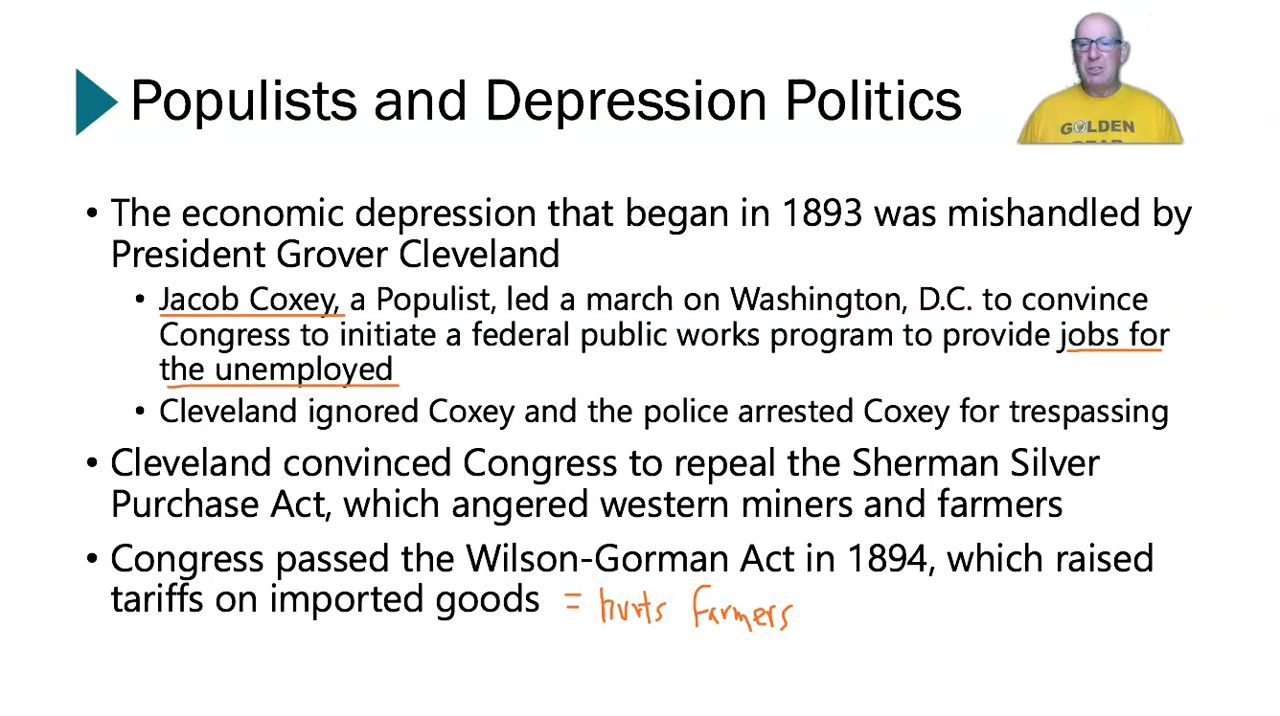 Populists and Depression Politics
GOLDEN
BEAR
• The economic depression that began in 1893 was mishandled by
President Grover Cleveland
• Jacob Coxey, a Populist, led a march on Washington, D.C. to convince
Congress to initiate a federal public works program to provide jobs for
the unemployed
• Cleveland ignored Coxey and the police arrested Coxey for trespassing
• Cleveland convinced Congress to repeal the Sherman Silver
Purchase Act, which angered western miners and farmers
• Congress passed the Wilson-Gorman Act in 1894, which raised
tariffs on imported goods = hurts farmers